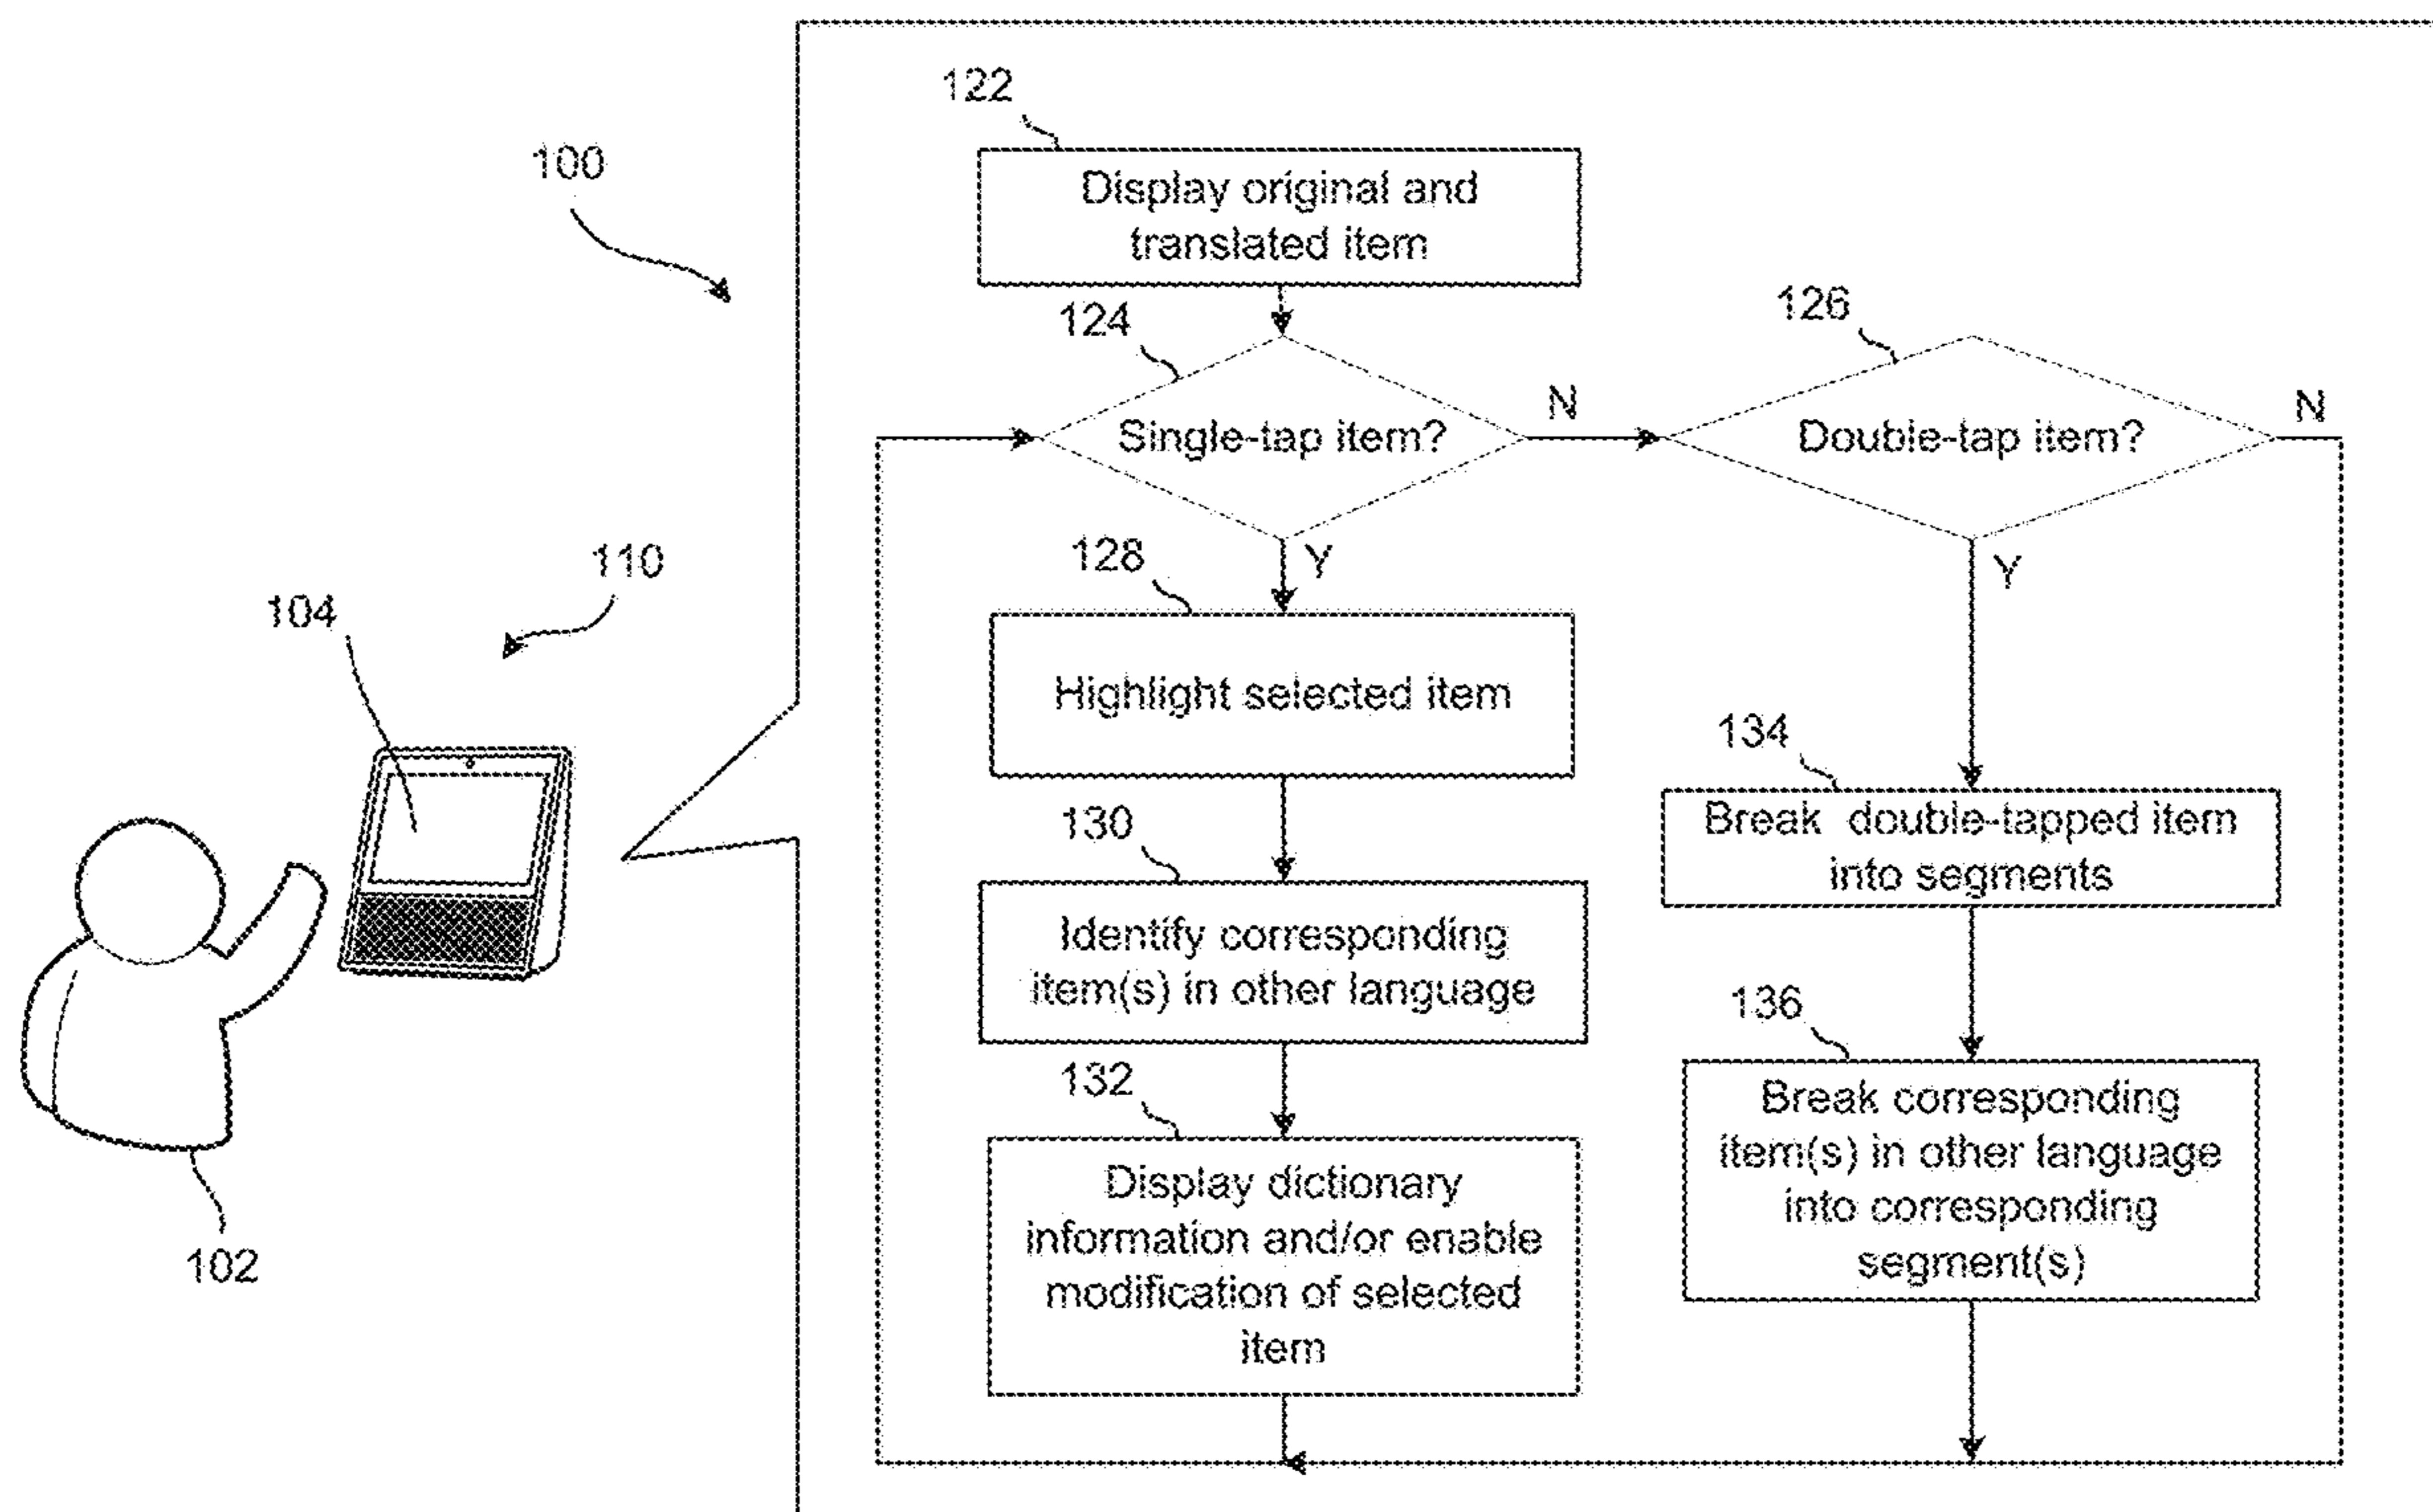 122
100
Display original and
translated item
124
126
Single-tap item?
N
Double-tap item?
N
128
Y
Y
110
104
Highlight selected item
134
130
Break double-tapped item
into segments
Identify corresponding
item(s) in other language
136
132
Break corresponding
item(s) in other language
into corresponding
segment(s)
Display dictionary
information and/or enable
modification of selected
item
102